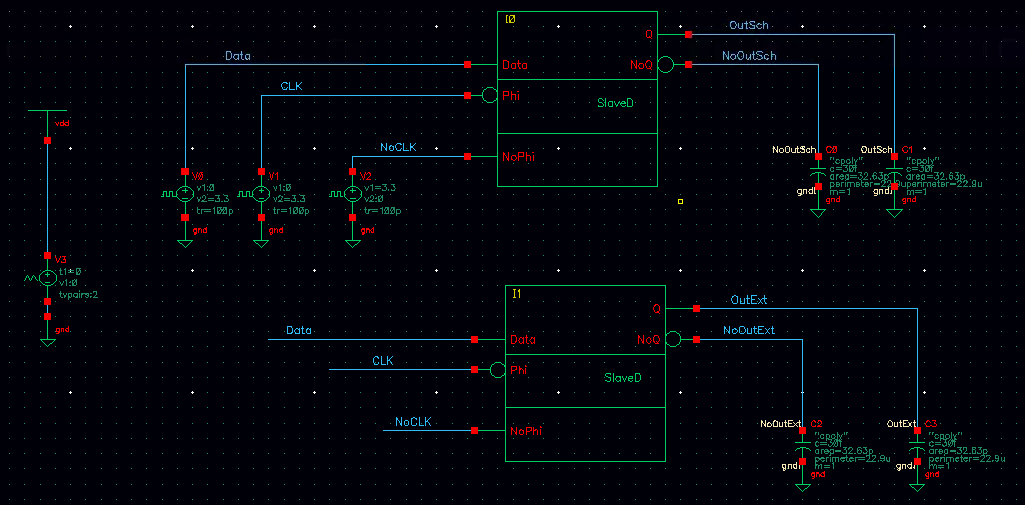 I0
OutSch
Q
Data
Data
NoQ
NoOutSch
CLK
Phi
SlaveD
vdd
NoCLK
NoPhi
NoOutSch
C0
OutSch
C1
"cpoly"
c=30f
area=32.63p
m=1
gnd!
gnd
"cpoly"
c=30f
area=32.63p
perimeter=22.9u
m=1
gnd!
gnd
V0
v1:0
v2=3.3
tr=100p
gnd
V1
v1:0
v2=3.3
tr=100p
gnd
V2
v1=3.3
v2:0
tr=100p
gnd
V3
v1:0
tvpairs:2
gnd
I1
OutExt
Q
Data
Data
NoQ
NoOutExt
CLK
Phi
SlaveD
NoCLK
NoPhi
NoOutExt
C2
"cpoly"
c=30f
area=32.63p
perimeter=22.9u
m=1
gnd!
gnd
OutExt
C3
"cpoly"
c=30f
area=32.63p
perimeter=22.9u
m=1
gnd!
gnd